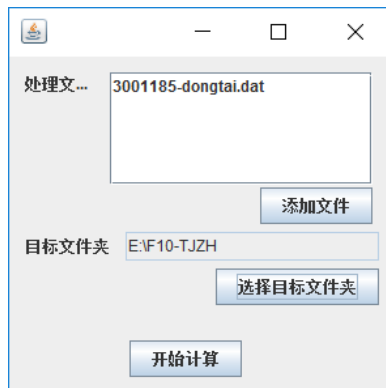 处理文...
3001185-dongtai.dat
添加文件
目标文件夹
E:\F10-TJZH
选择目标文件夹
开始计算